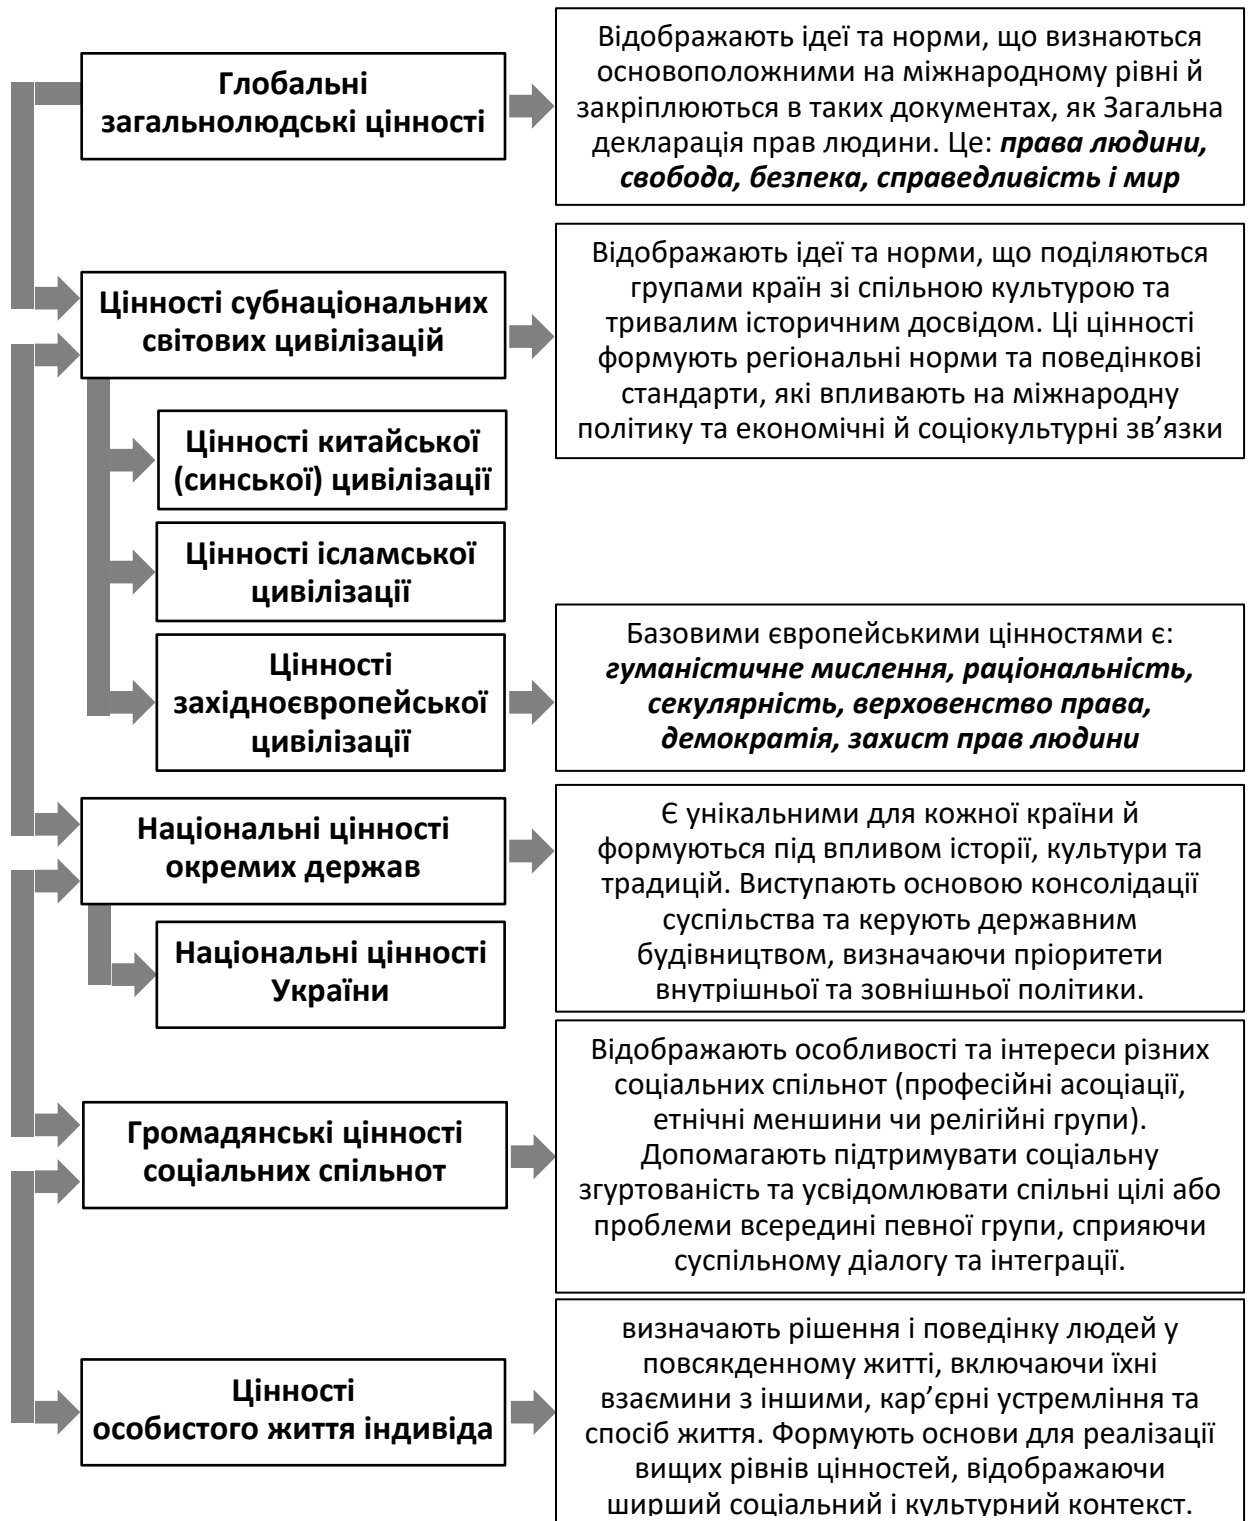 Глобальні
загальнолюдські цінності
Відображають ідеї та норми, що визнаються
основоположними на міжнародному рівні й
закріплюються в таких документах, як Загальна
декларація прав людини. Це: права людини,
свобода, безпека, справедливість і мир
Цінності субнаціональних
світових цивілізацій
Відображають ідеї та норми, що поділяються
групами країн зі спільною культурою та
тривалим історичним досвідом. Ці цінності
формують регіональні норми та поведінкові
стандарти, які впливають на міжнародну
політику та економічні й соціокультурні зв’язки
Цінності китайської
(синської) цивілізації
Цінності ісламської
цивілізації
Цінності
західноєвропейської
цивілізації
Базовими європейськими цінностями є:
гуманістичне мислення, раціональність,
секулярність, верховенство права,
демократія, захист прав людини
Національні цінності
окремих держав
Є унікальними для кожної країни й
формуються під впливом історії, культури та
традицій. Виступають основою консолідації
суспільства та керують державним
будівництвом, визначаючи пріоритети
внутрішньої та зовнішньої політики.
Національні цінності
України
Громадянські цінності
соціальних спільнот
Відображають особливості та інтереси різних
соціальних спільнот (професійні асоціації,
етнічні меншини чи релігійні групи).
Допомагають підтримувати соціальну
згуртованість та усвідомлювати спільні цілі або
проблеми всередині певної групи, сприяючи
суспільному діалогу та інтеграції.
Цінності
особистого життя індивіда
визначають рішення і поведінку людей у
повсякденному житті, включаючи їхні
взаємини з іншими, кар’єрні устремління та
спосіб життя. Формують основи для реалізації
вищих рівнів цінностей, відображаючи
ширший соціальний і культурний контекст.